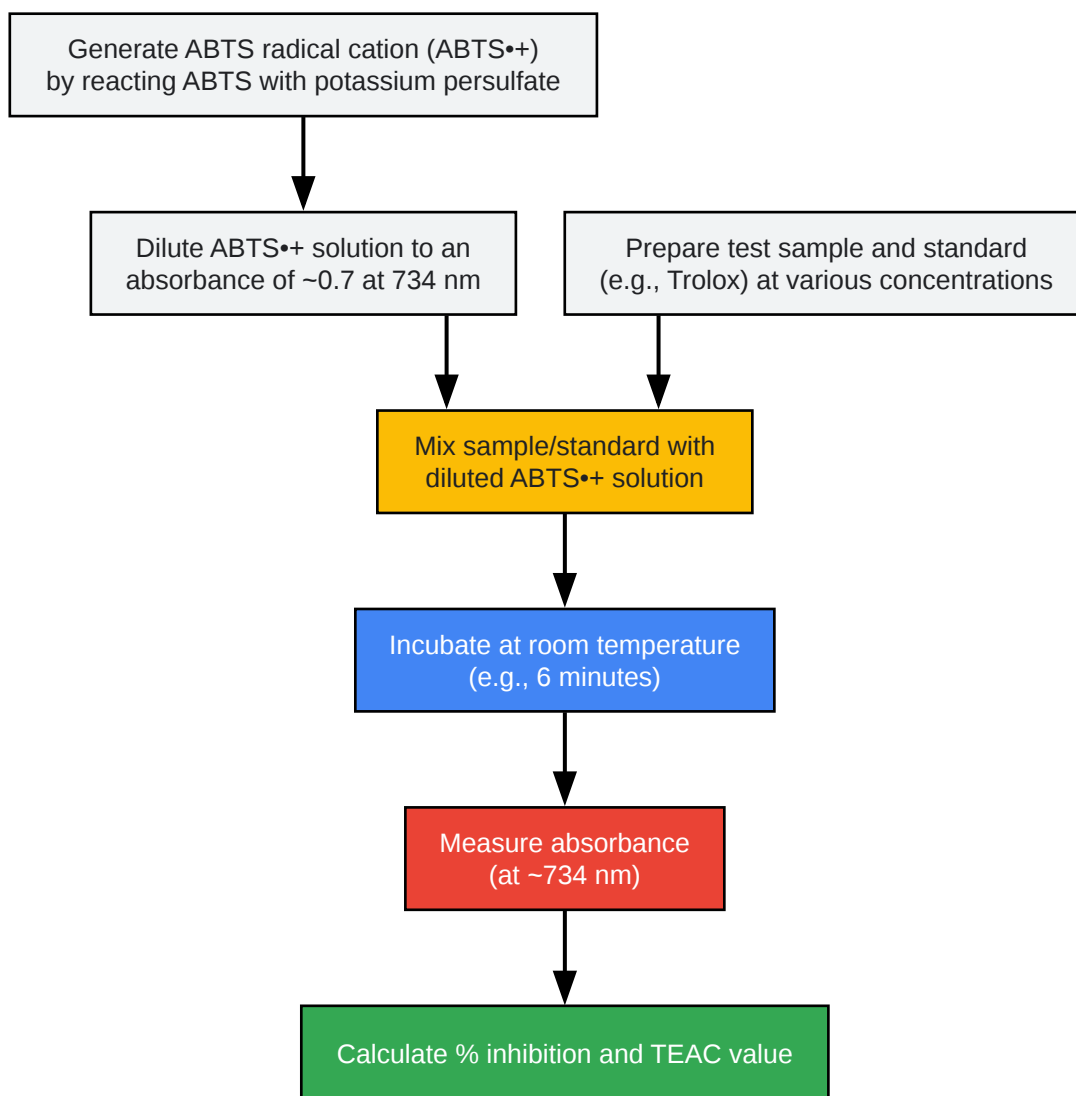 Generate ABTS radical cation (ABTS•+)
by reacting ABTS with potassium persulfate
Dilute ABTS•+ solution to an
absorbance of ~0.7 at 734 nm
Prepare test sample and standard
(e.g., Trolox) at various concentrations
Mix sample/standard with
diluted ABTS•+ solution
Incubate at room temperature
(e.g., 6 minutes)
Measure absorbance
(at ~734 nm)
Calculate % inhibition and TEAC value